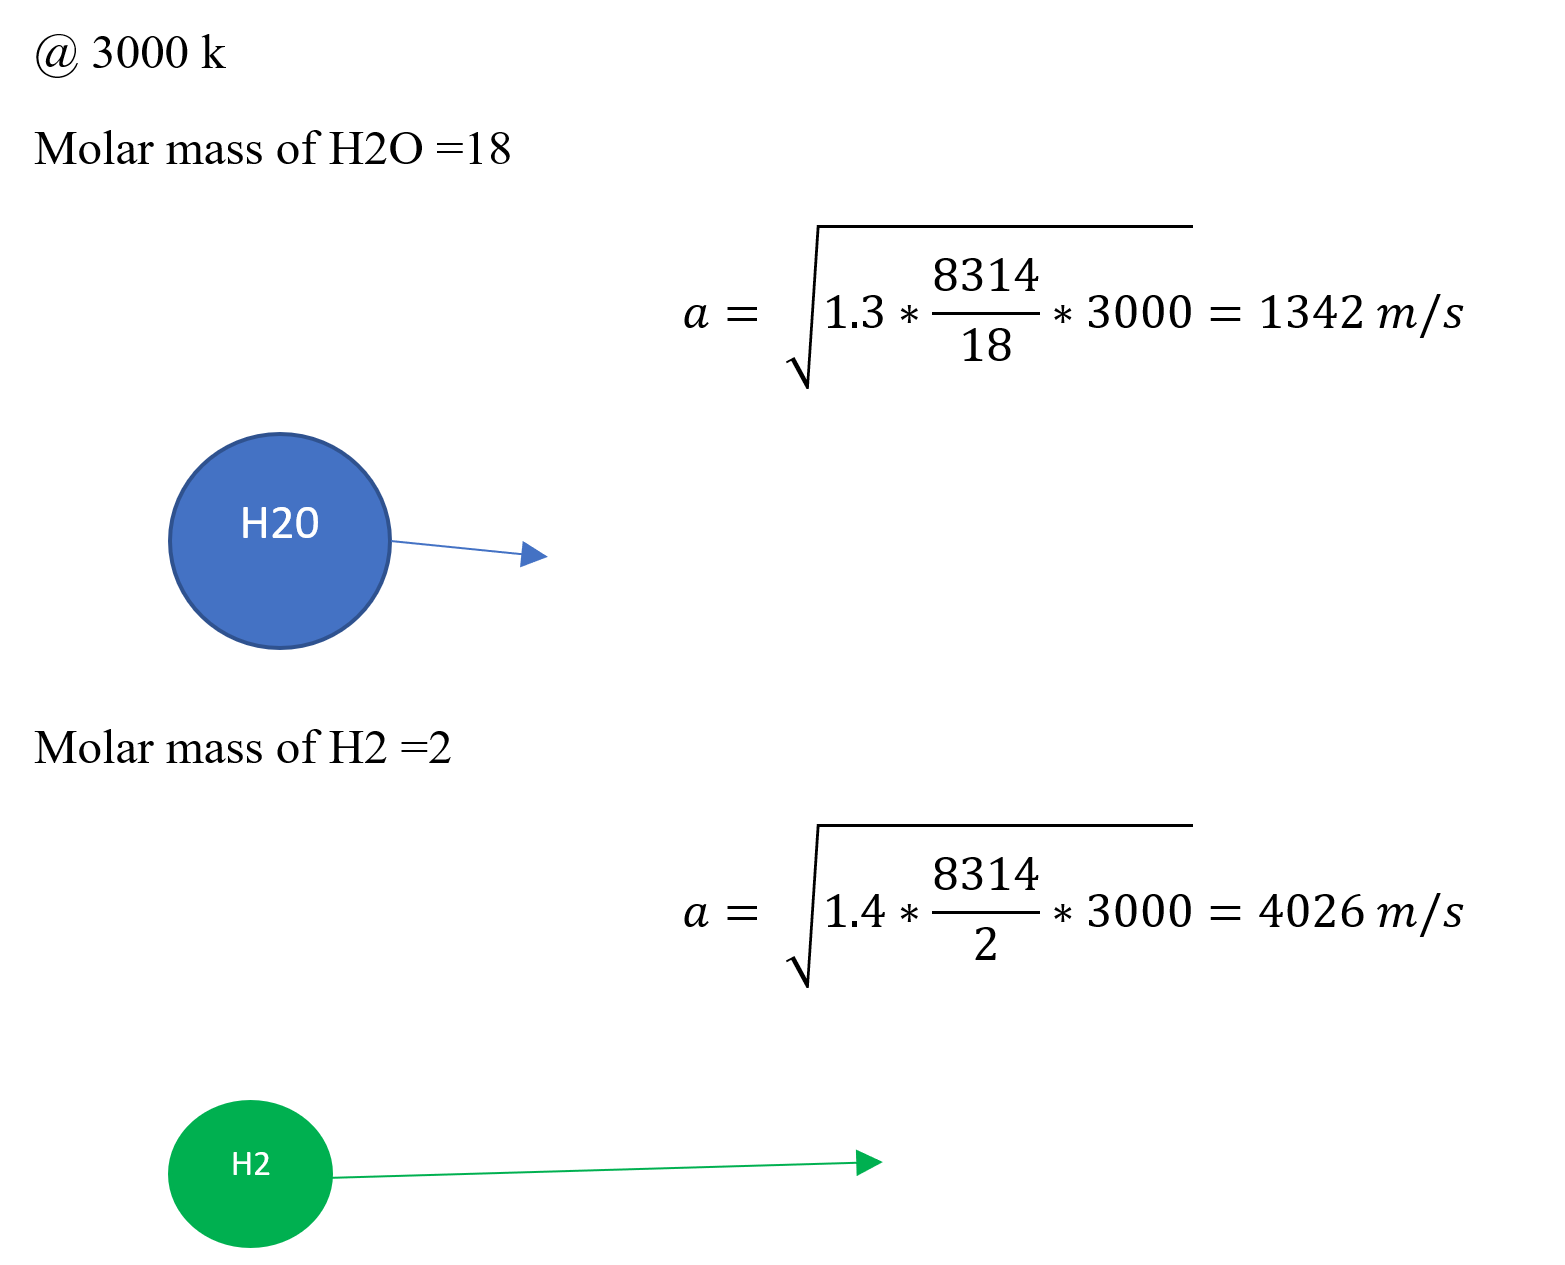 @ 3000 k
Molar mass of H2O =18
a = √(1.3 * 8314/18 * 3000) = 1342 m/s
H20
Molar mass of H2 =2
a = √(1.4 * 8314/2 * 3000) = 4026 m/s
H2